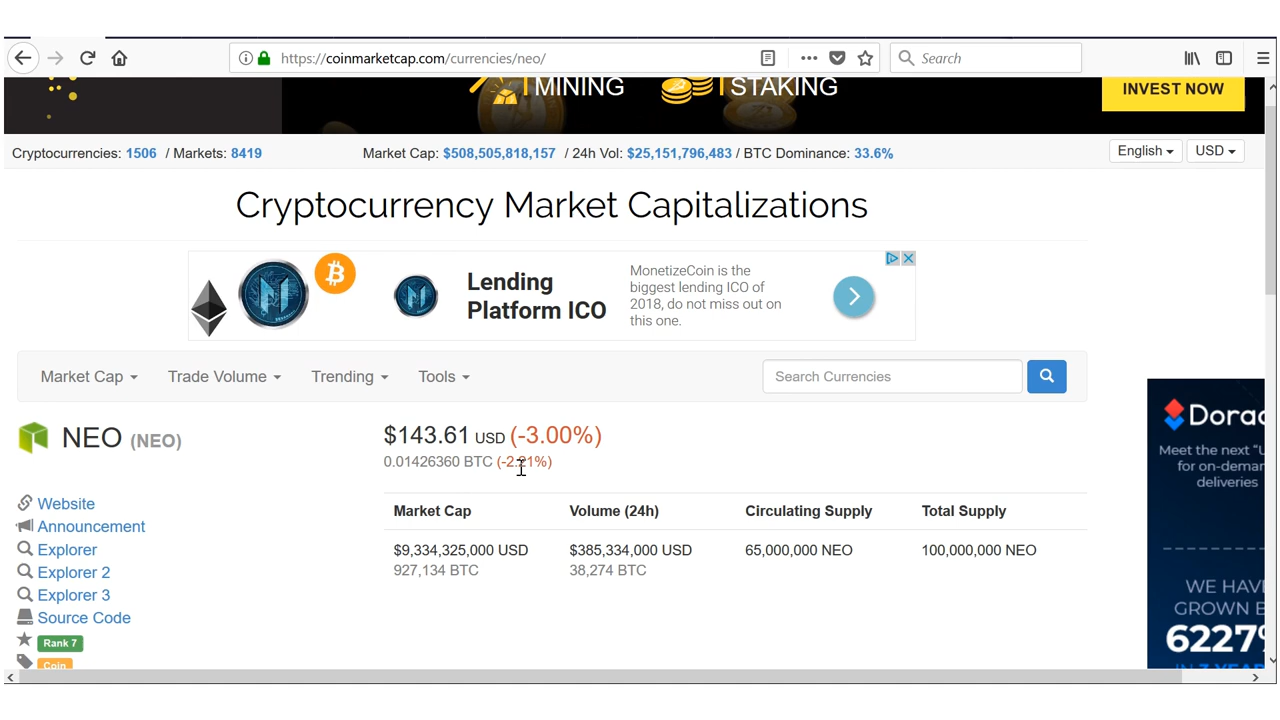 https://coinmarketcap.com/currencies/neo/
Search
MINING
STAKING
INVEST NOW
Cryptocurrencies: 1506 / Markets: 8419
Market Cap: $508,505,818,157 / 24h Vol: $25,151,796,483 / BTC Dominance: 33.6%
English
USD
Cryptocurrency Market Capitalizations
Lending
Platform ICO
MonetizeCoin is the
biggest lending ICO of
2018, do not miss out on
this one.
Market Cap
Trade Volume
Trending
Tools
Search Currencies
NEO (NEO)
$143.61 USD (-3.00%)
0.01426360 BTC (-2.21%)
Website
Announcement
Explorer
Explorer 2
Explorer 3
Source Code
Rank 7
Coin
Market Cap
Volume (24h)
Circulating Supply
Total Supply
$9,334,325,000 USD
$385,334,000 USD
65,000,000 NEO
100,000,000 NEO
927,134 BTC
38,274 BTC
Meet the next
for on-demar
deliveries
WE HAV
GROWN
6227%